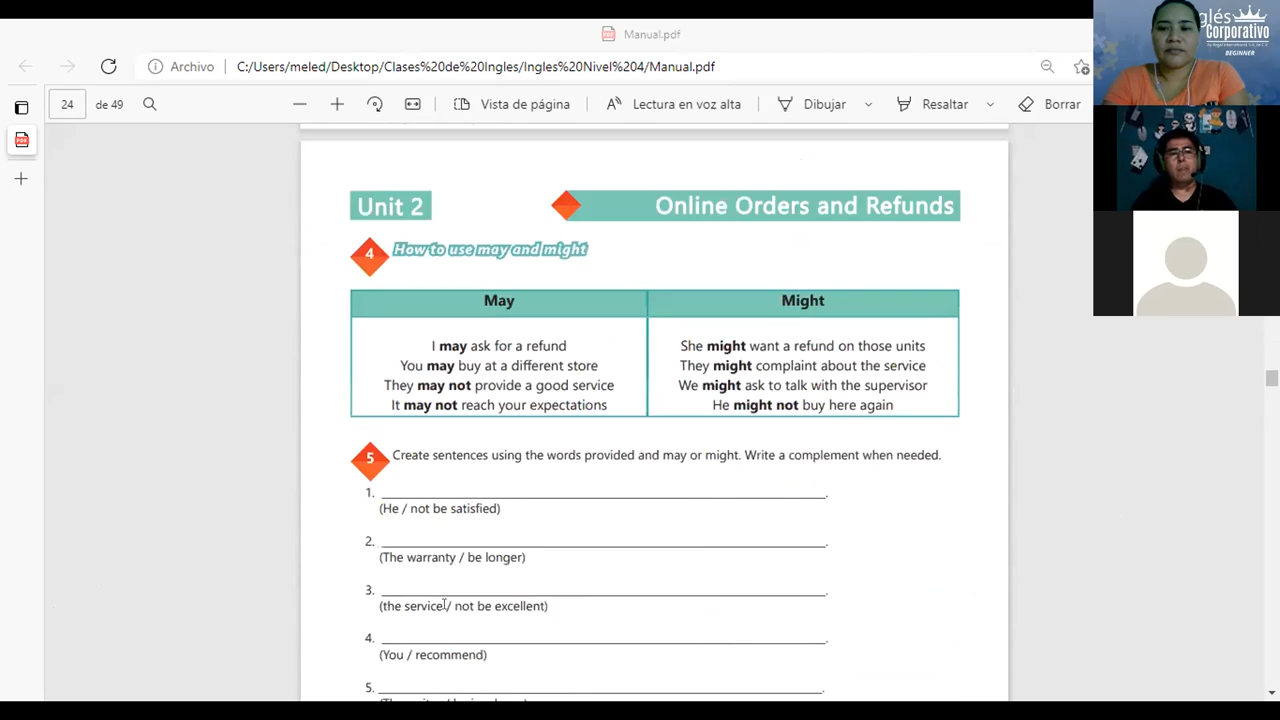 Manual.pdf
glés
Corporativo
BEGINNER
Archivo
C:/Users/meled/Desktop/Clases%20de%20Ingles/Ingles%20Nivel%204/Manual.pdf
24 de 49
Vista de página
Lectura en voz alta
Dibujar
Resaltar
Borrar
Unit 2
Online Orders and Refunds
4 How to use may and might
May
Might
I may ask for a refund
You may buy at a different store
They may not provide a good service
It may not reach your expectations
She might want a refund on those units
They might complaint about the service
We might ask to talk with the supervisor
He might not buy here again
5 Create sentences using the words provided and may or might. Write a complement when needed.
1. .
(He / not be satisfied)
2. .
(The warranty / be longer)
3. .
(the service / not be excellent)
4. .
(You / recommend)
5. .